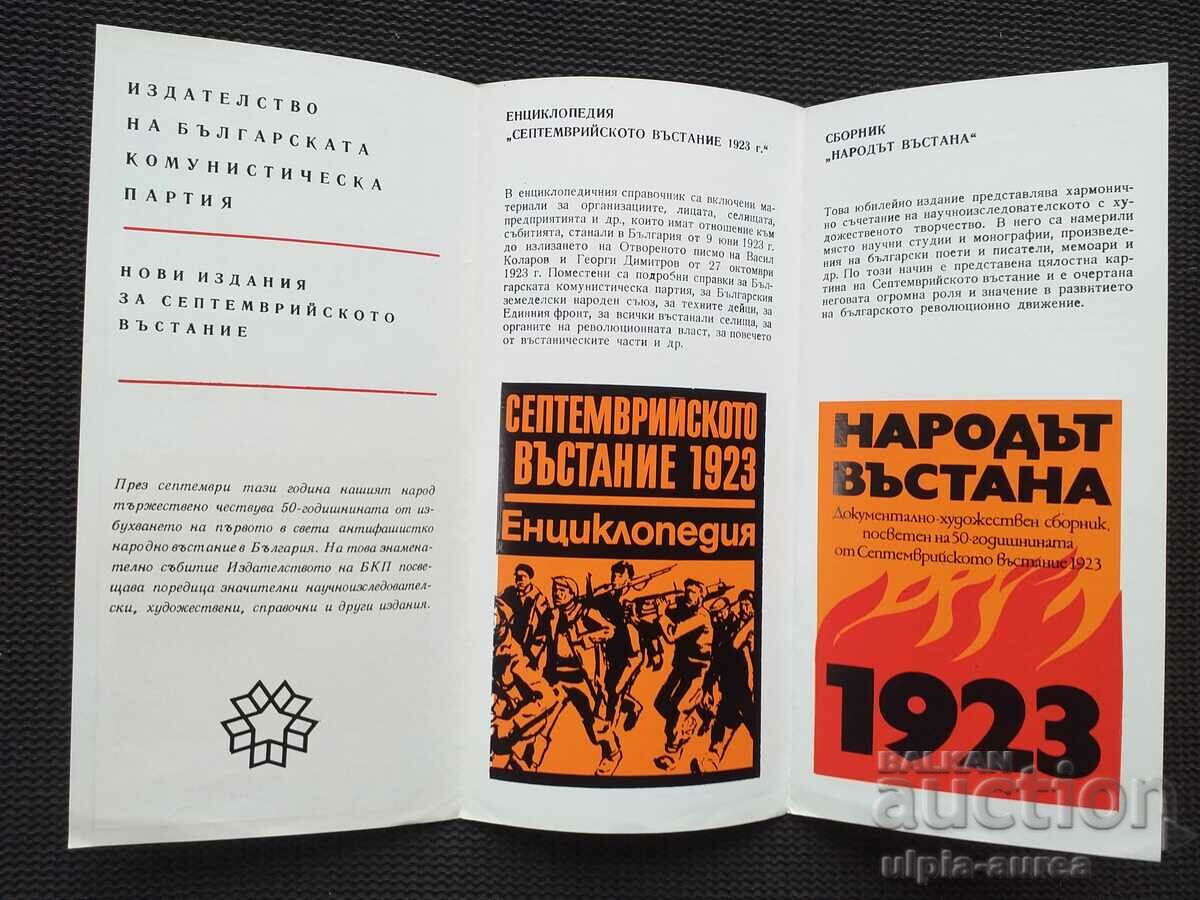 ИЗДАТЕЛСТВО
НА БЪЛГАРСКАТА
КОМУНИСТИЧЕСКА
ПАРТИЯ
НОВИ ИЗДАНИЯ
ЗА СЕПТЕМВРИЙСКОТО
ВЪСТАНИЕ
През септември тази година нашият народ
тържествено чествува 50-годишнината от из-
бухването на първото в света антифашистко
народно въстание в България. На това знамена-
телно събитие Издателството на БКП посве-
щава поредица значителни научноизследовател-
ски, художествени, справочни и други издания.
ЕНЦИКЛОПЕДИЯ
„СЕПТЕМВРИЙСКОТО ВЪСТАНИЕ 1923 г.“
В енциклопедичния справочник са включени ма-
териали за организациите, лицата, селищата,
предприятията и др., които имат отношение към
събитията, станали в България от 9 юни 1923 г.
до излизането на Отвореното писмо на Васил
Коларов и Георги Димитров от 27 октомври
1923 г. Поместени са подробни справки за Бъл-
гарската комунистическа партия, за Българския
земеделски народен съюз, за техните дейци, за
Единния фронт, за всички въстанали селища, за
органите на революционната власт, за повечето
от въстаническите части и др.
СЕПТЕМВРИЙСКОТО
ВЪСТАНИЕ 1923
Енциклопедия
СБОРНИК
„НАРОДЪТ ВЪСТАНА“
Това юбилейно издание представлява хармонич-
но съчетание на научноизследователското с ху-
дожественото творчество. В него са намерили
място научни студии и монографии, произведе-
ния на български поети и писатели, мемоари и
др. По този начин е представена цялостна кар-
тина на Септемврийското въстание и е очертана
неговата огромна роля и значение в развитието
на българското революционно движение.
НАРОДЪТ
ВЪСТАНА
Документално-художествен сборник,
посветен на 50-годишнината
от Септемврийското въстание 1923
1923
BALKAN
auction
ulpia-aurea